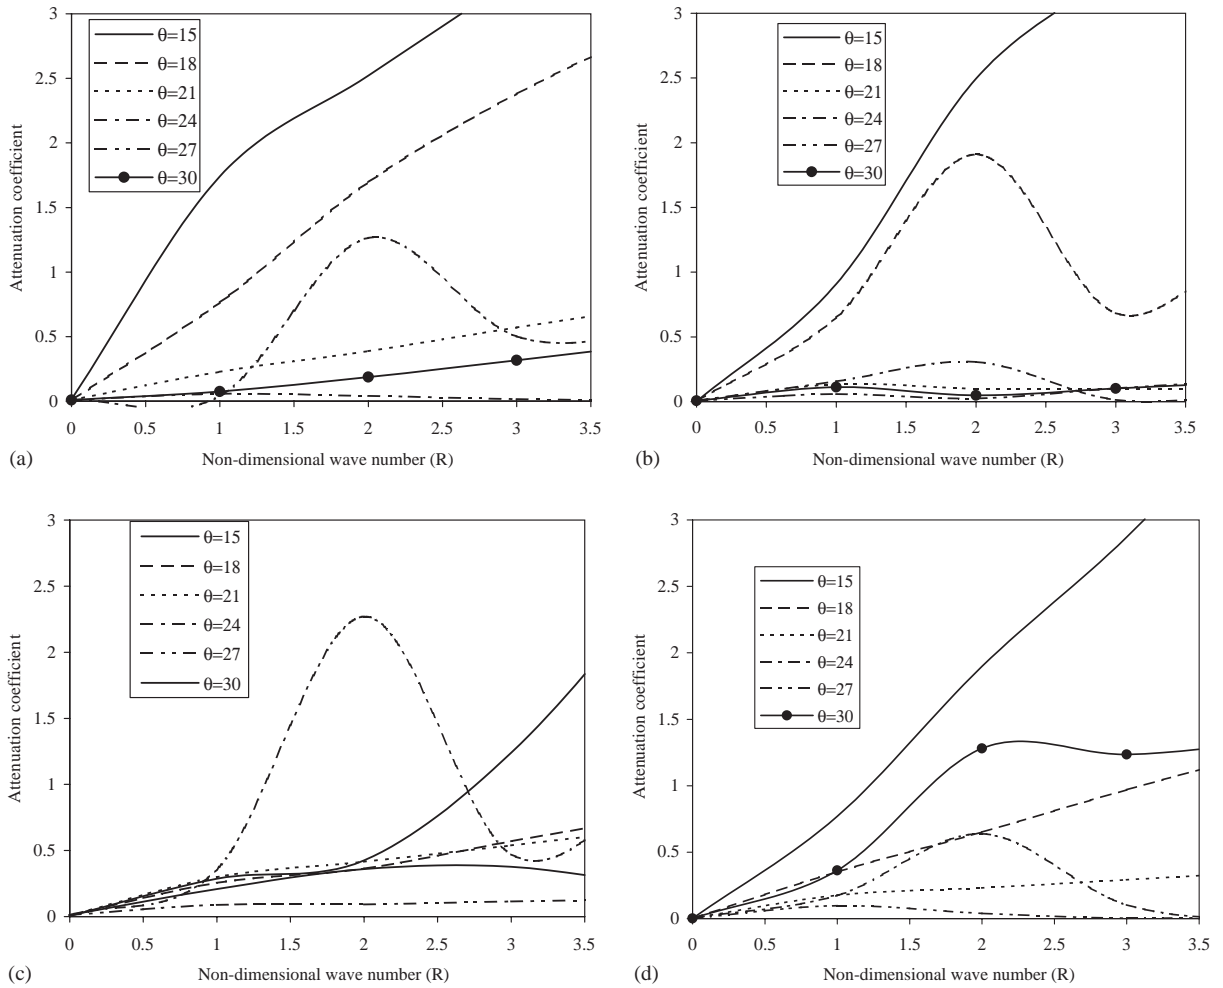 3
2.5
2
1.5
1
0.5
0
Attenuation coefficient
θ=15
θ=18
θ=21
θ=24
θ=27
θ=30
0 0.5 1 1.5 2 2.5 3 3.5
Non-dimensional wave number (R)
(a)
3
2.5
2
1.5
1
0.5
0
Attenuation coefficient
θ=15
θ=18
θ=21
θ=24
θ=27
θ=30
0 0.5 1 1.5 2 2.5 3 3.5
Non-dimensional wave number (R)
(b)
3
2.5
2
1.5
1
0.5
0
Attenuation coefficient
θ=15
θ=18
θ=21
θ=24
θ=27
θ=30
0 0.5 1 1.5 2 2.5 3 3.5
Non-dimensional wave number (R)
(c)
3
2.5
2
1.5
1
0.5
0
Attenuation coefficient
θ=15
θ=18
θ=21
θ=24
θ=27
θ=30
0 0.5 1 1.5 2 2.5 3 3.5
Non-dimensional wave number (R)
(d)